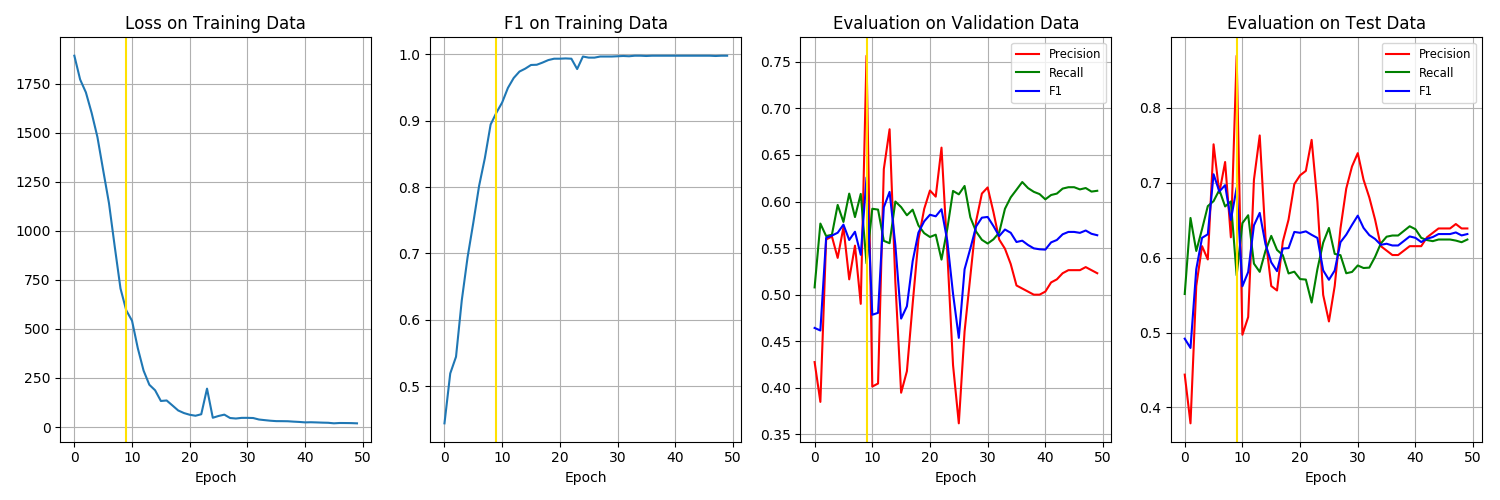 Loss on Training Data
1750
1500
1250
1000
750
500
250
0
0 10 20 30 40 50
Epoch
F1 on Training Data
1.0
0.9
0.8
0.7
0.6
0.5
0 10 20 30 40 50
Epoch
Evaluation on Validation Data
Precision
Recall
F1
0.75
0.70
0.65
0.60
0.55
0.50
0.45
0.40
0.35
0 10 20 30 40 50
Epoch
Evaluation on Test Data
Precision
Recall
F1
0.8
0.7
0.6
0.5
0.4
0 10 20 30 40 50
Epoch